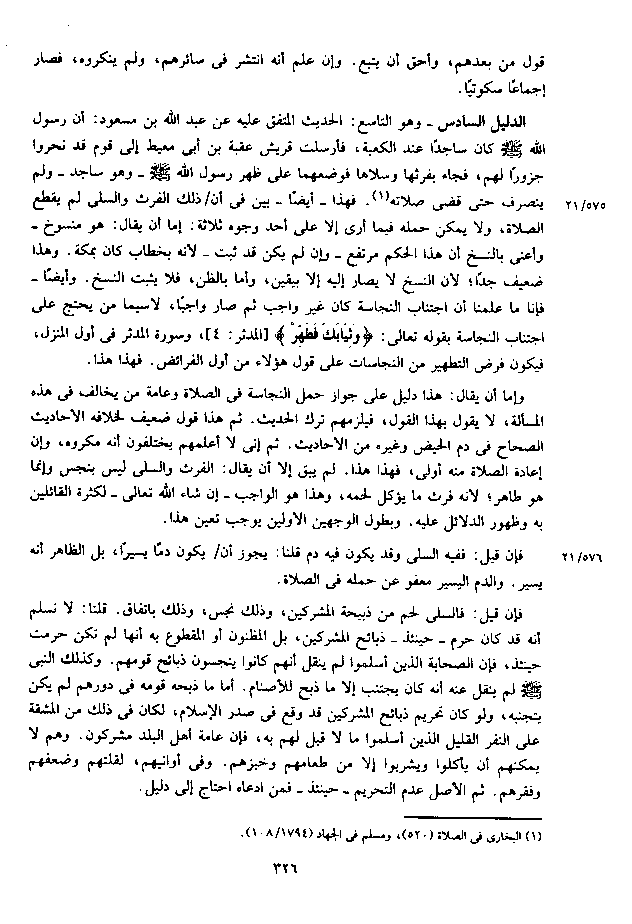 قول من بعدهم، وأحق أن يتبع. وإن علم أنه انتشر فى سائرهم، ولم ينكروه، فصار
إجماعًا سكوتيًا.
الدليل السادس ـ وهو التاسع: الحديث المتفق عليه عن عبد الله بن مسعود: أن رسول
الله ﷺ كان ساجدًا عند الكعبة، فأرسلت قريش عقبة بن أبى معيط إلى قوم قد نحروا
جزورًا لهم، فجاء بفرثها وسلاها فوضعهما على ظهر رسول الله ﷺ ـ وهو ساجد ـ ولم
ينصرف حتى قضى صلاته(١). فهذا ـ أيضًا ـ بين فى أن/ ذلك الفرث والسلى لم يقطع ٢١/٥٧٥
الصلاة، ولا يمكن حمله فيما أرى إلا على أحد وجوه ثلاثة: إما أن يقال: هو منسوخ ـ
وأعنى بالنسخ أن هذا الحكم مرتفع ـ وإن لم يكن قد ثبت ـ لأنه بخطاب كان بمكة. وهذا
ضعيف جدًا؛ لأن النسخ لا يصار إليه إلا بيقين، وأما بالظن، فلا يثبت النسخ. وأيضًا ـ
فإنا ما علمنا أن اجتناب النجاسة كان غير واجب ثم صار واجبًا، لاسيما من يحتج على
اجتناب النجاسة بقوله تعالى: ﴿وَثِيَابَكَ فَطَهِّرْ﴾ [المدثر: ٤]، وسورة المدثر فى أول المنزل،
فيكون فرض التطهير من النجاسات على قول هؤلاء من أول الفرائض. فهذا هذا.
وإما أن يقال: هذا دليل على جواز حمل النجاسة فى الصلاة وعامة من يخالف فى هذه
المسألة، لا يقول بهذا القول، فيلزمهم ترك الحديث. ثم هذا قول ضعيف لخلافه الأحاديث
الصحاح فى دم الحيض وغيره من الأحاديث. ثم إنى لا أعلمهم يختلفون أنه مكروه، وإن
إعادة الصلاة منه أولى، فهذا هذا. لم يبق إلا أن يقال: الفرث والسلى ليس بنجس وإنما
هو طاهر؛ لأنه فرث ما يؤكل لحمه، وهذا هو الواجب ـ إن شاء الله تعالى ـ لكثرة القائلين
به وظهور الدلائل عليه. وبطول الوجهين الأولين يوجب تعين هذا.
فإن قيل: ففيه السلى وقد يكون فيه دم قلنا: يجوز أن/ يكون دمًا يسيرًا، بل الظاهر أنه ٢١/٥٧٦
يسير. والدم اليسير معفو عن حمله فى الصلاة.
فإن قيل: فالسلى لحم من ذبيحة المشركين، وذلك نجس، وذلك باتفاق. قلنا: لا نسلم
أنه قد كان حرم ـ حينئذ ـ ذبائح المشركين، بل المظنون أو المقطوع به أنها لم تكن حرمت
حينئذ، فإن الصحابة الذين أسلموا لم ينقل أنهم كانوا ينجسون ذبائح قومهم. وكذلك النبى
ﷺ لم ينقل عنه أنه كان يجتنب إلا ما ذبح للأصنام. أما ما ذبحه قومه فى دورهم لم يكن
يتجنبه، ولو كان تحريم ذبائح المشركين قد وقع فى صدر الإسلام، لكان فى ذلك من المشقة
على النفر القليل الذين أسلموا ما لا قبل لهم به، فإن عامة أهل البلد مشركون. وهم لا
يمكنهم أن يأكلوا ويشربوا إلا من طعامهم وخبزهم. وفى أوانيهم، لقلتهم وضعفهم
وفقرهم. ثم الأصل عدم التحريم ـ حينئذ ـ فمن ادعاه احتاج إلى دليل.
(١) البخارى فى الصلاة (٥٢٠)، ومسلم فى الجهاد (١٠٨/١٧٩٤).
٣٢٦